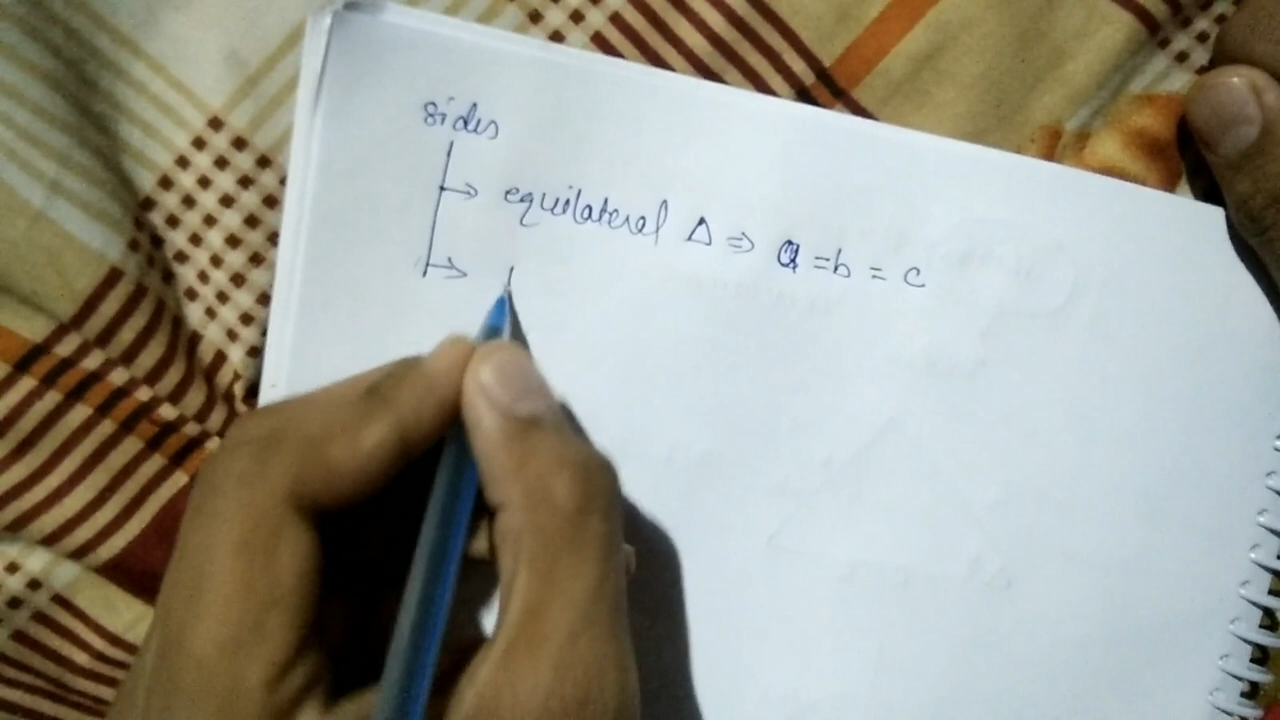 sides
→ equilateral Δ ⇒ a = b = c
→